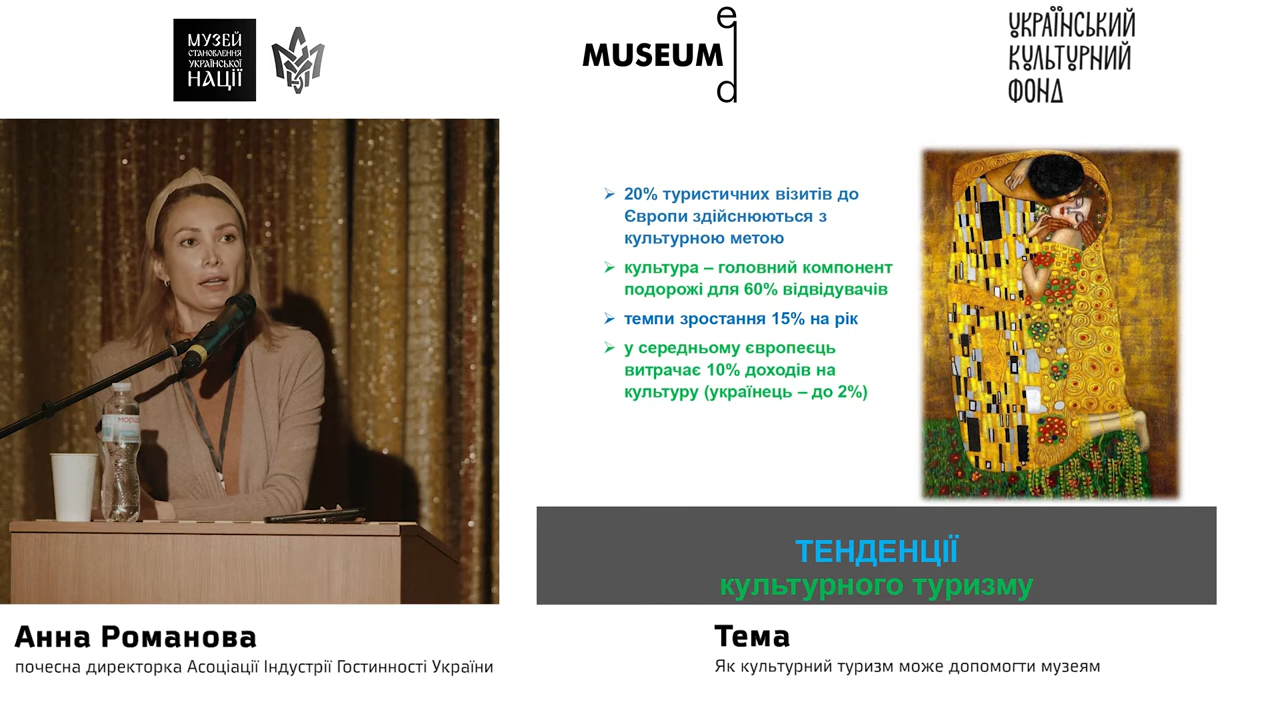 МУЗЕЙ
СТАНОВЛЕННЯ
УКРАЇНСЬКОЇ
НАЦІЇ
MUSEUM
ed
УКРАЇНСЬКИЙ
КУЛЬТУРНИЙ
ФОНД
20% туристичних візитів до
Європи здійснюються з
культурною метою
культура – головний компонент
подорожі для 60% відвідувачів
темпи зростання 15% на рік
у середньому європеєць
витрачає 10% доходів на
культуру (українець – до 2%)
ТЕНДЕНЦІЇ
культурного туризму
Анна Романова
почесна директорка Асоціації Індустрії Гостинності України
Тема
Як культурний туризм може допомогти музеям